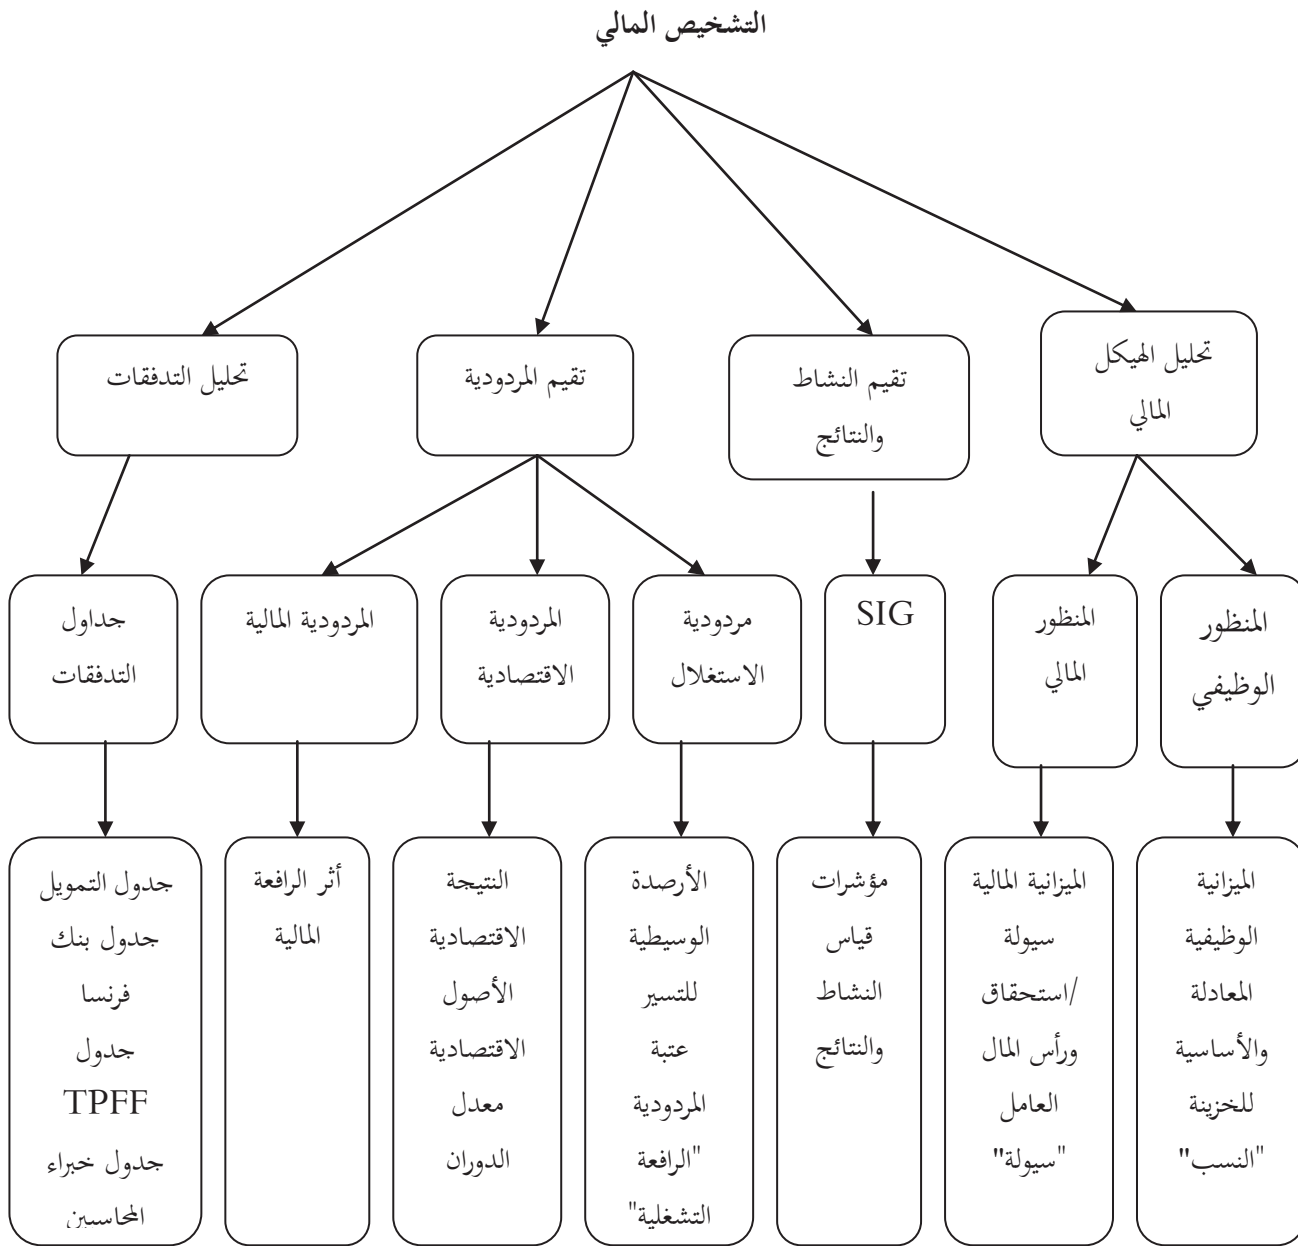 التشخيص المالي
تحليل الهيكل
المالي
تقيم النشاط
والنتائج
تقيم المردودية
تحليل التدفقات
المنظور
الوظيفي
المنظور
المالي
SIG
مردودية
الاستغلال
المردودية
الاقتصادية
المردودية المالية
جداول
التدفقات
الميزانية
الوظيفية
المعادلة
والأساسية
للخزينة
"النسب"
الميزانية المالية
سيولة
/استحقاق
ورأس المال
العامل
"سيولة"
مؤشرات
قياس
النشاط
والنتائج
الأرصدة
الوسيطية
للتسير
عتبة
المردودية
"الرافعة
التشغلية"
النتيجة
الاقتصادية
الأصول
الاقتصادية
معدل
الدوران
أثر الرافعة
المالية
جدول التمويل
جدول بنك
فرنسا
جدول
TPFF
جدول خبراء
المحاسبين